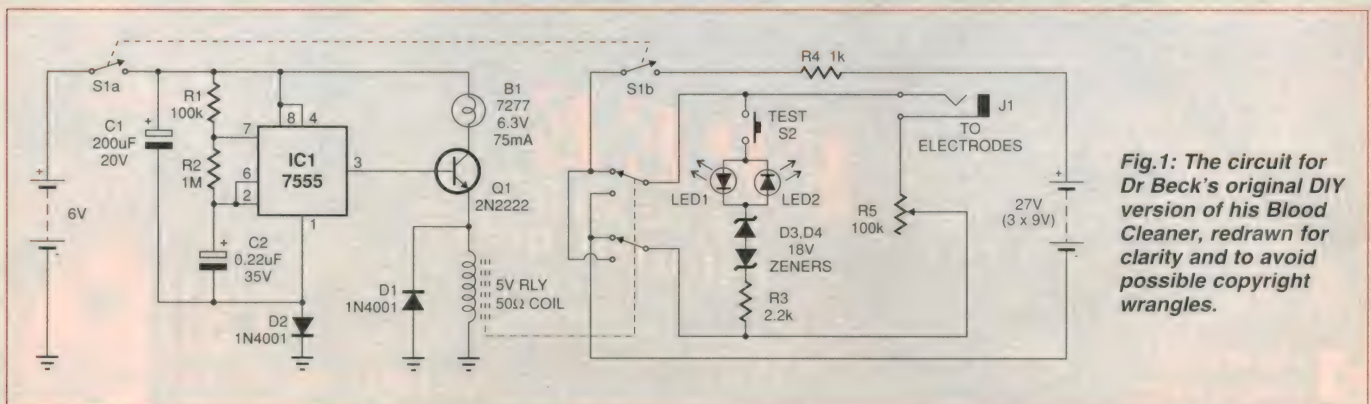 S1a
R1
100k
C1
200uF
20V
R2
1M
7
6
2
8 4
IC1
7555
3
1
B1
7277
6.3V
75mA
Q1
2N2222
6V
C2
0.22uF
35V
D2
1N4001
D1
1N4001
5V RLY
50Ω COIL
S1b
R4 1k
TEST
S2
LED1
LED2
D3,D4
18V
ZENERS
R3
2.2k
J1
TO
ELECTRODES
R5
100k
27V
(3 x 9V)
Fig.1: The circuit for
Dr Beck's original DIY
version of his Blood
Cleaner, redrawn for
clarity and to avoid
possible copyright
wrangles.